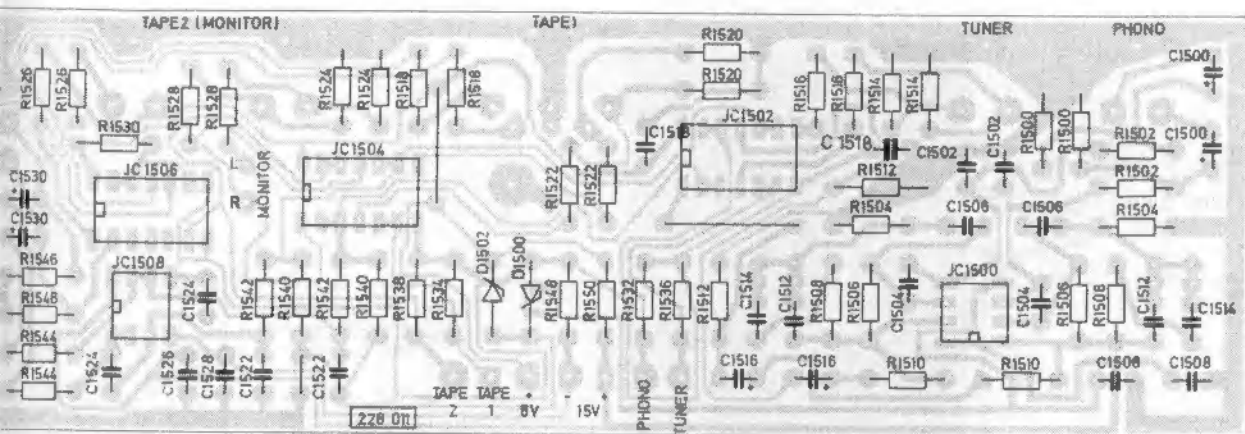 TAPE2 (MONITOR) TAPE1 TUNER PHONO
R1526 R1526 R1528 R1528 R1524 R1524 R1518 R1518
R1520
R1520
R1516 R1516 R1514 R1514
C1500
R1500 R1500
C1500
R1530
JC1506
JC1504
C1518
JC1502
C 1518
C1502 C1502
R1502
R1512
R1502
R1504
R1504
C1530
C1530
L
R
MONITOR
R1522 R1522
C1506 C1506
R1546
R1546
R1544
R1544
JC1508
C1524
R1542 R1540 R1542 R1540 R1538 R1534
D1502 D1500
R1548 R1550 R1532 R1536 R1512
C1514 C1512
R1508 R1506
C1504
JC1500
C1504
R1506 R1508
C1512 C1514
C1524 C1526 C1528 C1522 C1522
C1516 C1516
R1510 R1510
C1508
TAPE TAPE + - +
2 1 8V 15V
PHONO TUNER
228 011